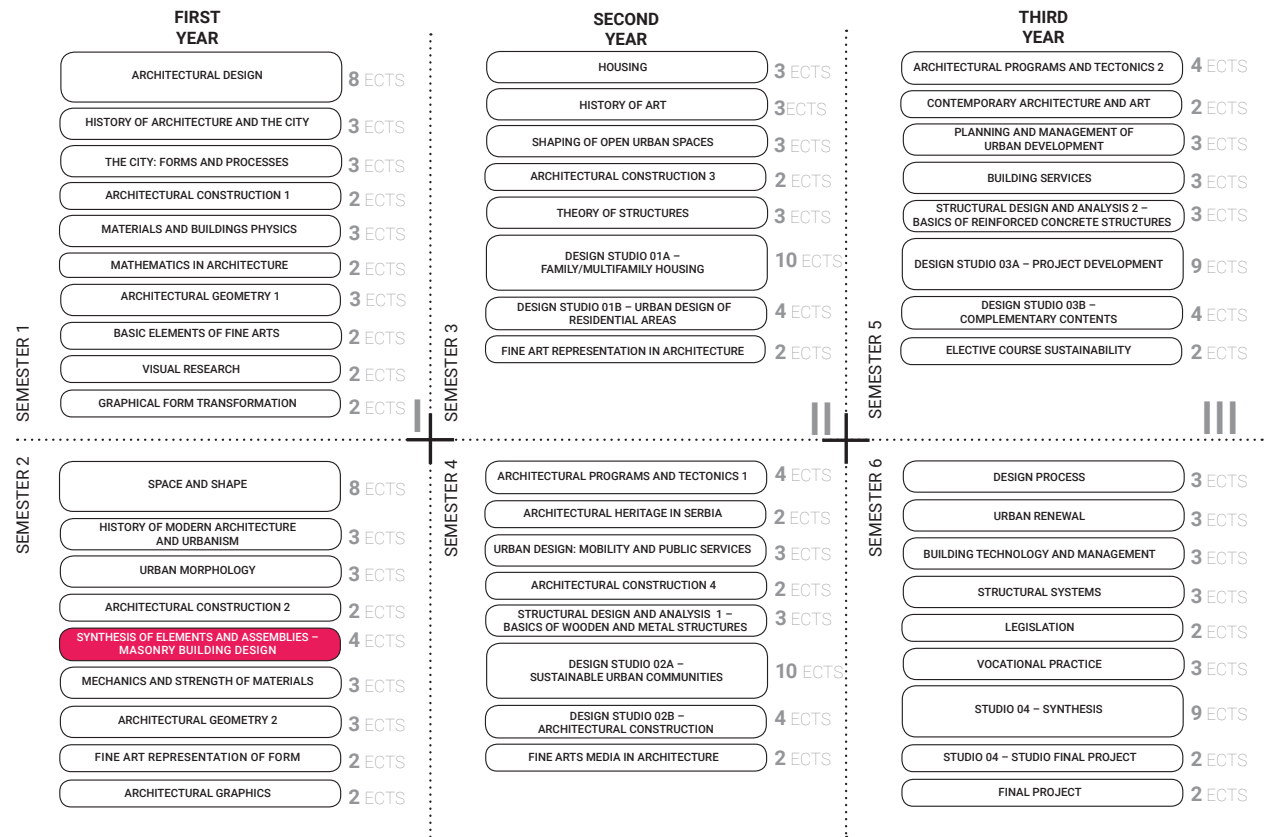 FIRST
YEAR
ARCHITECTURAL DESIGN
8 ECTS
HISTORY OF ARCHITECTURE AND THE CITY
3 ECTS
THE CITY: FORMS AND PROCESSES
3 ECTS
ARCHITECTURAL CONSTRUCTION 1
2 ECTS
MATERIALS AND BUILDINGS PHYSICS
3 ECTS
MATHEMATICS IN ARCHITECTURE
2 ECTS
ARCHITECTURAL GEOMETRY 1
3 ECTS
BASIC ELEMENTS OF FINE ARTS
2 ECTS
VISUAL RESEARCH
2 ECTS
GRAPHICAL FORM TRANSFORMATION
2 ECTS
SEMESTER 1
I
SEMESTER 2
SPACE AND SHAPE
8 ECTS
HISTORY OF MODERN ARCHITECTURE
AND URBANISM
3 ECTS
URBAN MORPHOLOGY
3 ECTS
ARCHITECTURAL CONSTRUCTION 2
2 ECTS
SYNTHESIS OF ELEMENTS AND ASSEMBLIES –
MASONRY BUILDING DESIGN
4 ECTS
MECHANICS AND STRENGTH OF MATERIALS
3 ECTS
ARCHITECTURAL GEOMETRY 2
3 ECTS
FINE ART REPRESENTATION OF FORM
2 ECTS
ARCHITECTURAL GRAPHICS
2 ECTS
SECOND
YEAR
HOUSING
3 ECTS
HISTORY OF ART
3ECTS
SHAPING OF OPEN URBAN SPACES
3 ECTS
ARCHITECTURAL CONSTRUCTION 3
2 ECTS
THEORY OF STRUCTURES
3 ECTS
DESIGN STUDIO 01A –
FAMILY/MULTIFAMILY HOUSING
10 ECTS
DESIGN STUDIO 01B – URBAN DESIGN OF
RESIDENTIAL AREAS
4 ECTS
FINE ART REPRESENTATION IN ARCHITECTURE
2 ECTS
SEMESTER 3
II
SEMESTER 4
ARCHITECTURAL PROGRAMS AND TECTONICS 1
4 ECTS
ARCHITECTURAL HERITAGE IN SERBIA
2 ECTS
URBAN DESIGN: MOBILITY AND PUBLIC SERVICES
3 ECTS
ARCHITECTURAL CONSTRUCTION 4
2 ECTS
STRUCTURAL DESIGN AND ANALYSIS 1 –
BASICS OF WOODEN AND METAL STRUCTURES
3 ECTS
DESIGN STUDIO 02A –
SUSTAINABLE URBAN COMMUNITIES
10 ECTS
DESIGN STUDIO 02B –
ARCHITECTURAL CONSTRUCTION
4 ECTS
FINE ARTS MEDIA IN ARCHITECTURE
2 ECTS
THIRD
YEAR
ARCHITECTURAL PROGRAMS AND TECTONICS 2
4 ECTS
CONTEMPORARY ARCHITECTURE AND ART
2 ECTS
PLANNING AND MANAGEMENT OF
URBAN DEVELOPMENT
3 ECTS
BUILDING SERVICES
3 ECTS
STRUCTURAL DESIGN AND ANALYSIS 2 –
BASICS OF REINFORCED CONCRETE STRUCTURES
3 ECTS
DESIGN STUDIO 03A – PROJECT DEVELOPMENT
9 ECTS
DESIGN STUDIO 03B –
COMPLEMENTARY CONTENTS
4 ECTS
ELECTIVE COURSE SUSTAINABILITY
2 ECTS
SEMESTER 5
III
SEMESTER 6
DESIGN PROCESS
3 ECTS
URBAN RENEWAL
3 ECTS
BUILDING TECHNOLOGY AND MANAGEMENT
3 ECTS
STRUCTURAL SYSTEMS
3 ECTS
LEGISLATION
2 ECTS
VOCATIONAL PRACTICE
3 ECTS
STUDIO 04 – SYNTHESIS
9 ECTS
STUDIO 04 – STUDIO FINAL PROJECT
2 ECTS
FINAL PROJECT
2 ECTS